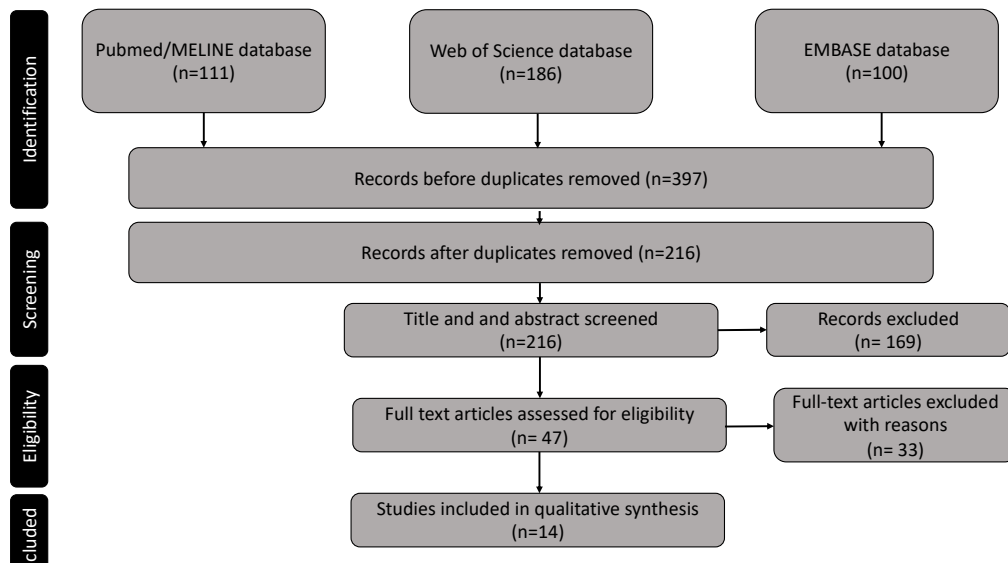 Identification
Pubmed/MELINE database
(n=111)
Web of Science database
(n=186)
EMBASE database
(n=100)
Records before duplicates removed (n=397)
Screening
Records after duplicates removed (n=216)
Title and and abstract screened
(n=216)
Records excluded
(n= 169)
Eligibility
Full text articles assessed for eligibility
(n= 47)
Full-text articles excluded
with reasons
(n= 33)
cluded
Studies included in qualitative synthesis
(n=14)